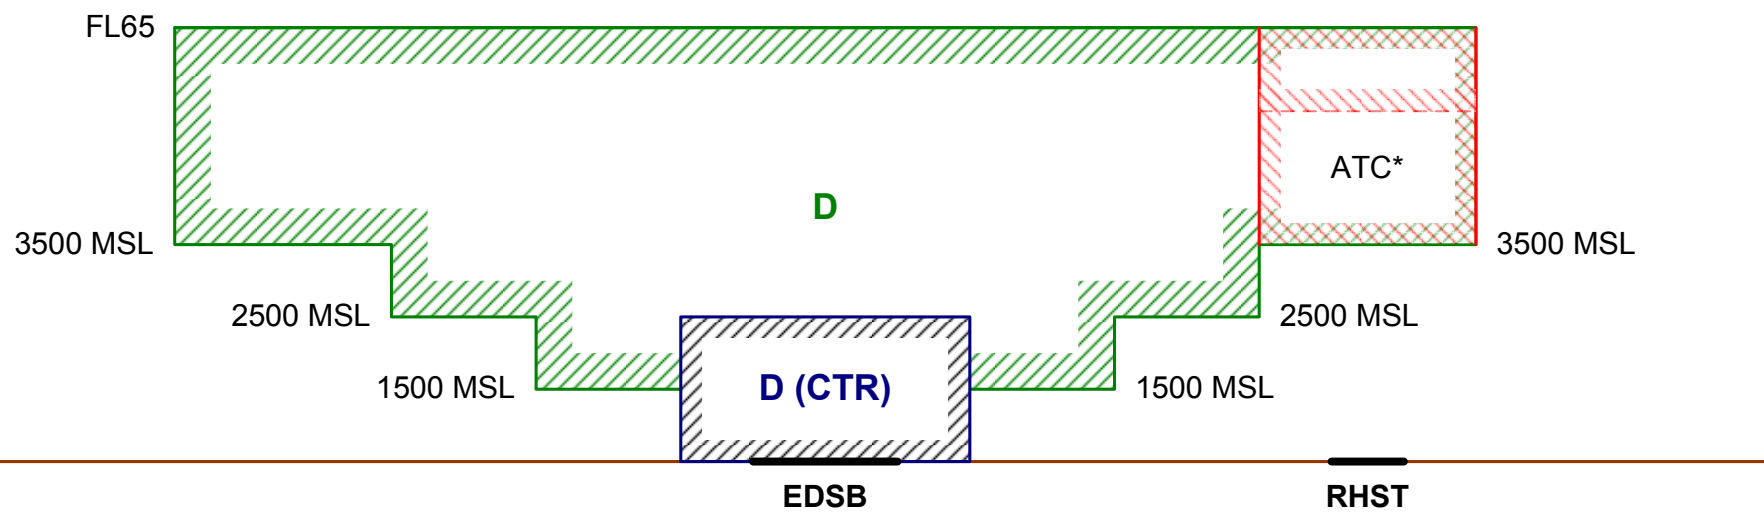 FL65
ATC*
D
3500 MSL
3500 MSL
2500 MSL
2500 MSL
1500 MSL
D (CTR)
1500 MSL
EDSB
RHST